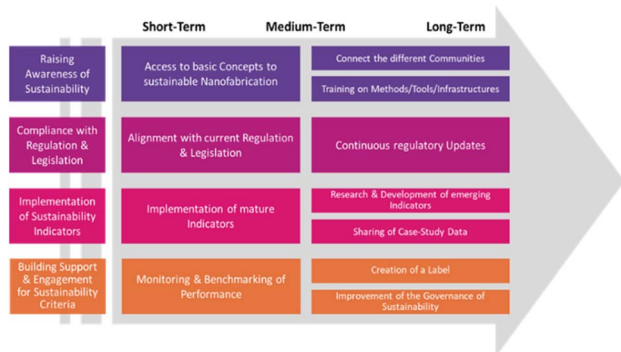 Short-Term Medium-Term Long-Term
Raising
Awareness of
Sustainability
Access to basic Concepts to
sustainable Nanofabrication
Connect the different Communities
Training on Methods/Tools/Infrastructures
Compliance with
Regulation &
Legislation
Alignment with current Regulation
& Legislation
Continuous regulatory Updates
Implementation
of Sustainability
Indicators
Implementation of mature
Indicators
Research & Development of emerging
Indicators
Sharing of Case-Study Data
Building Support
& Engagement
for Sustainability
Criteria
Monitoring & Benchmarking of
Performance
Creation of a Label
Improvement of the Governance of
Sustainability